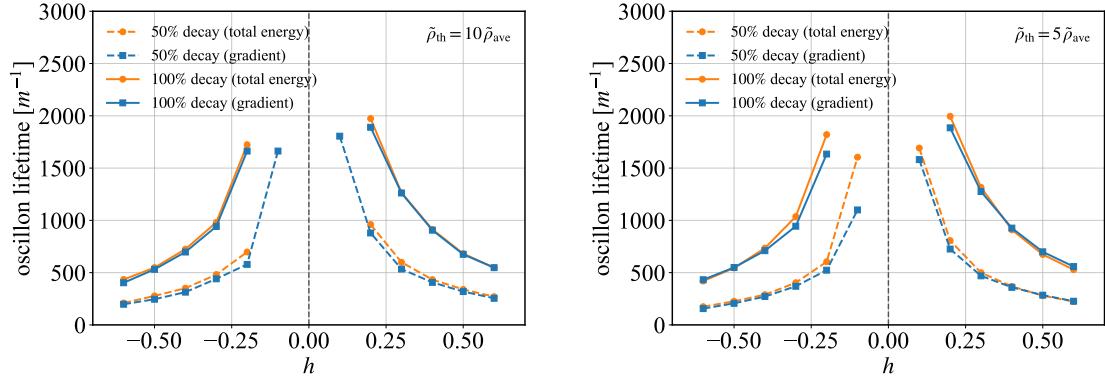 3000
2500
2000
1500
1000
500
0
oscillon lifetime [m⁻¹]
50% decay (total energy)
50% decay (gradient)
100% decay (total energy)
100% decay (gradient)
ρ̃th = 10 ρ̃ave
−0.50 −0.25 0.00 0.25 0.50
h
3000
2500
2000
1500
1000
500
0
oscillon lifetime [m⁻¹]
50% decay (total energy)
50% decay (gradient)
100% decay (total energy)
100% decay (gradient)
ρ̃th = 5 ρ̃ave
−0.50 −0.25 0.00 0.25 0.50
h